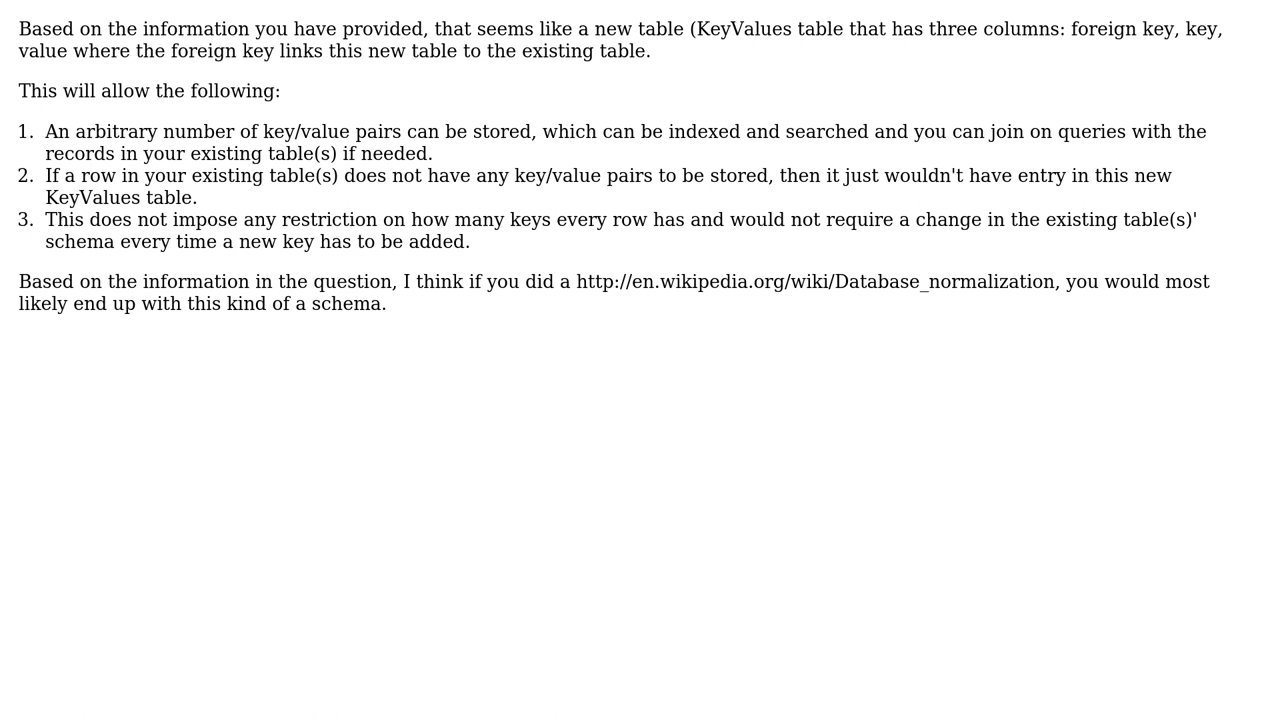 Based on the information you have provided, that seems like a new table (KeyValues table that has three columns: foreign key, key,
value where the foreign key links this new table to the existing table.
This will allow the following:
1. An arbitrary number of key/value pairs can be stored, which can be indexed and searched and you can join on queries with the
records in your existing table(s) if needed.
2. If a row in your existing table(s) does not have any key/value pairs to be stored, then it just wouldn't have entry in this new
KeyValues table.
3. This does not impose any restriction on how many keys every row has and would not require a change in the existing table(s)'
schema every time a new key has to be added.
Based on the information in the question, I think if you did a http://en.wikipedia.org/wiki/Database_normalization, you would most
likely end up with this kind of a schema.